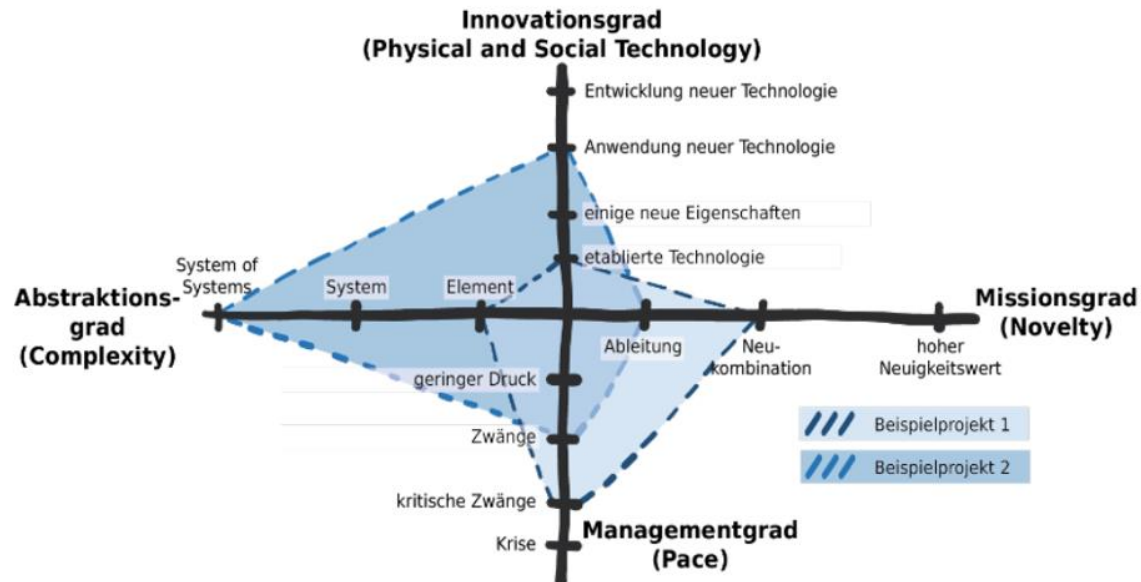 Innovationsgrad
(Physical and Social Technology)
Entwicklung neuer Technologie
Anwendung neuer Technologie
einige neue Eigenschaften
etablierte Technologie
System of
Systems
System
Element
Abstraktions-
grad
(Complexity)
Missionsgrad
(Novelty)
Ableitung
Neu-
kombination
hoher
Neuigkeitswert
geringer Druck
Zwänge
kritische Zwänge
Krise
Managementgrad
(Pace)
Beispielprojekt 1
Beispielprojekt 2